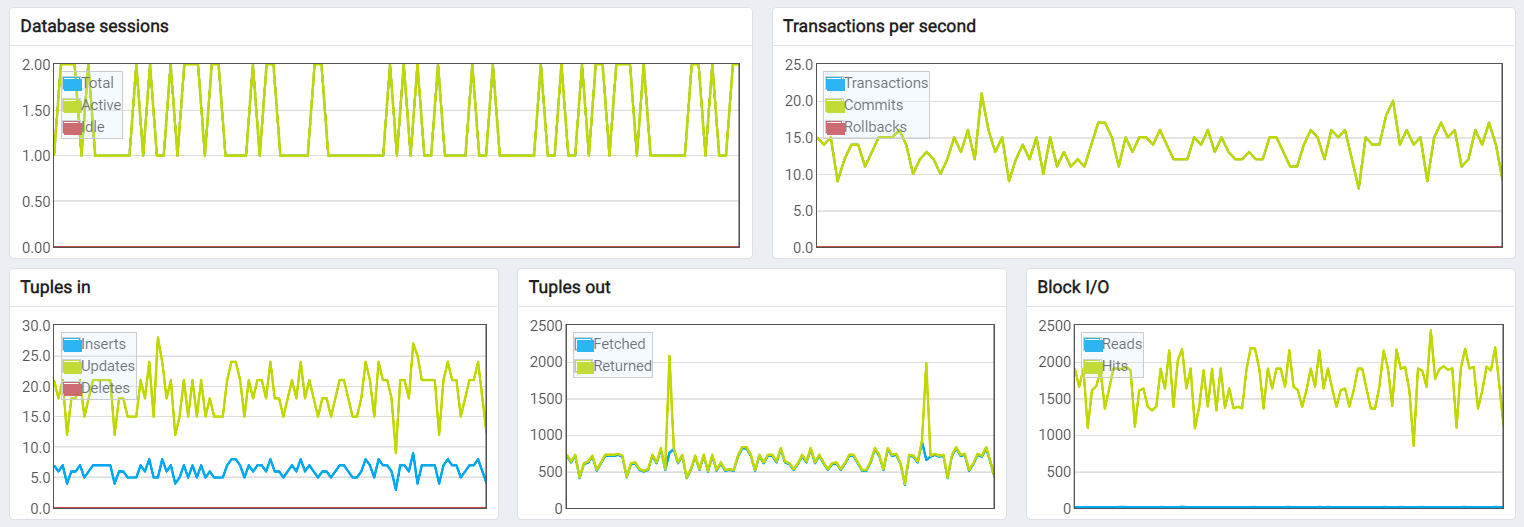 Database sessions
2.00
1.50
1.00
0.50
0.00
Total
Active
Idle
Transactions per second
25.0
20.0
15.0
10.0
5.0
0.0
Transactions
Commits
Rollbacks
Tuples in
30.0
25.0
20.0
15.0
10.0
5.0
0.0
Inserts
Updates
Deletes
Tuples out
2500
2000
1500
1000
500
0
Fetched
Returned
Block I/O
2500
2000
1500
1000
500
0
Reads
Hits